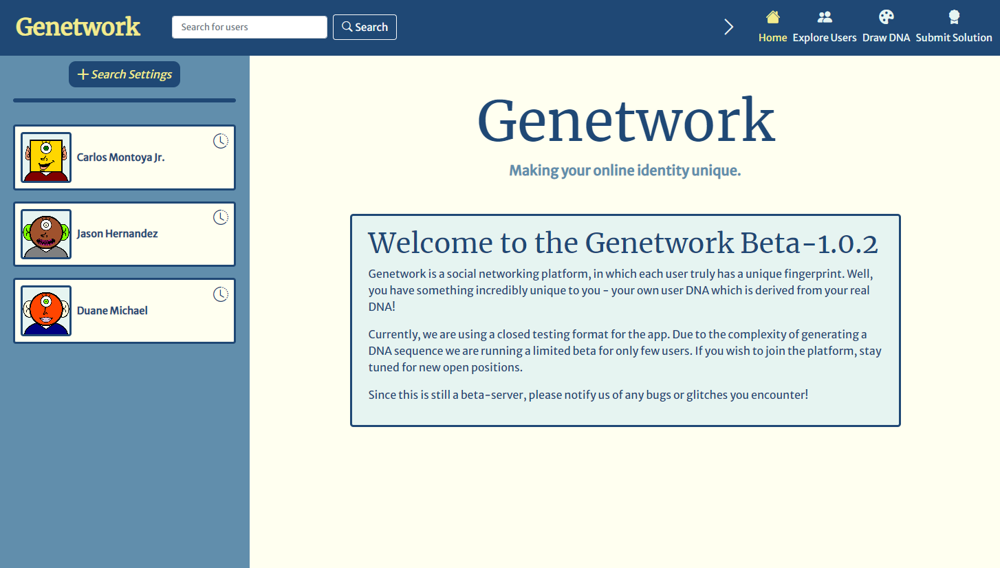 Genetwork
Search for users
Search
Home
Explore Users
Draw DNA
Submit Solution
Search Settings
Carlos Montoya Jr.
Jason Hernandez
Duane Michael
Genetwork
Making your online identity unique.
Welcome to the Genetwork Beta-1.0.2
Genetwork is a social networking platform, in which each user truly has a unique fingerprint. Well,
you have something incredibly unique to you - your own user DNA which is derived from your real
DNA!
Currently, we are using a closed testing format for the app. Due to the complexity of generating a
DNA sequence we are running a limited beta for only few users. If you wish to join the platform, stay
tuned for new open positions.
Since this is still a beta-server, please notify us of any bugs or glitches you encounter!